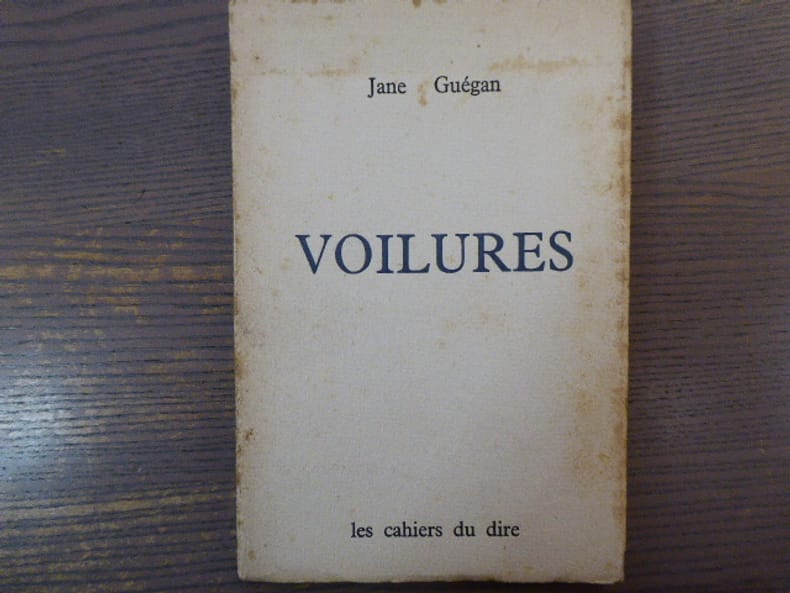 Jane Guégan
VOILURES
les cahiers du dire